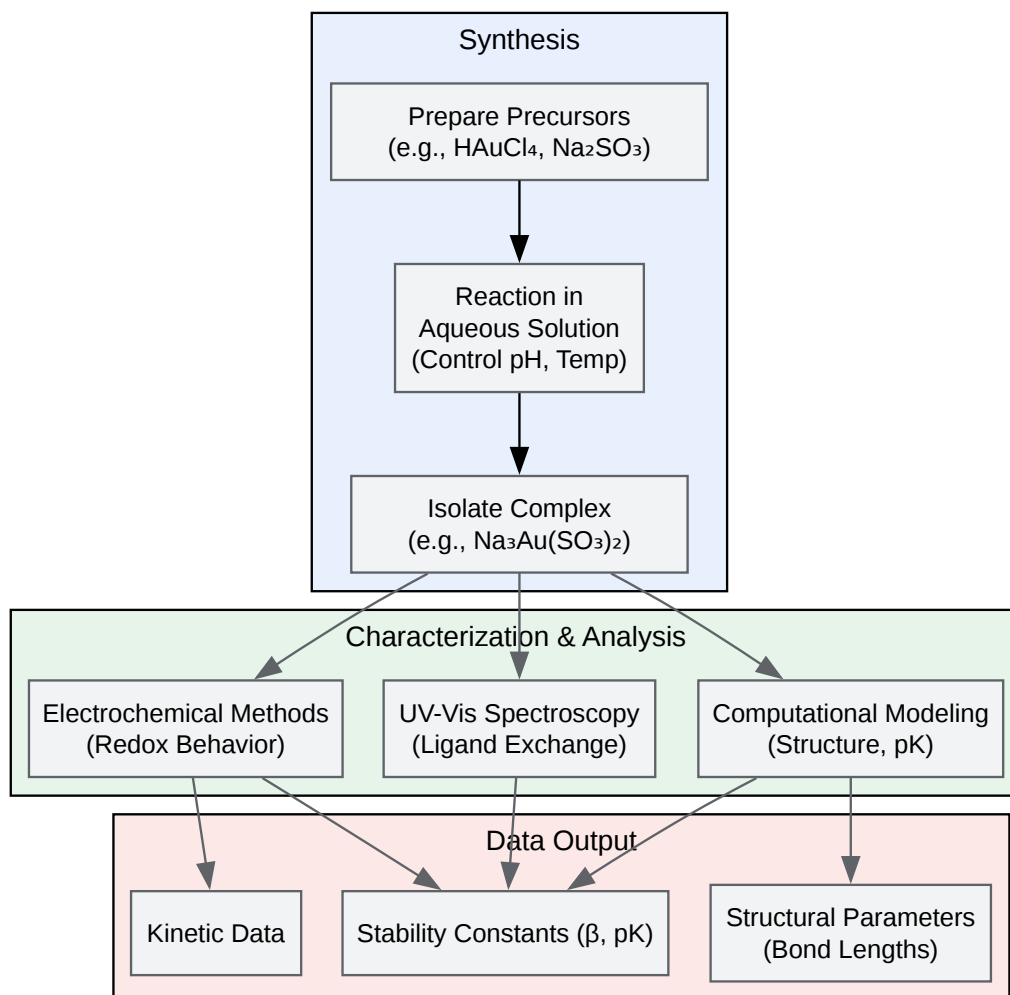 Synthesis
Prepare Precursors
(e.g., HAuCl₄, Na₂SO₃)
Reaction in
Aqueous Solution
(Control pH, Temp)
Isolate Complex
(e.g., Na₃Au(SO₃)₂)
Characterization & Analysis
Electrochemical Methods
(Redox Behavior)
UV-Vis Spectroscopy
(Ligand Exchange)
Computational Modeling
(Structure, pK)
Data Output
Kinetic Data
Stability Constants (β, pK)
Structural Parameters
(Bond Lengths)